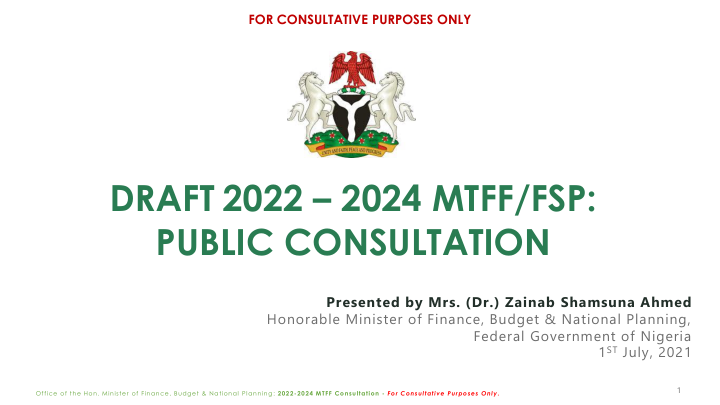 FOR CONSULTATIVE PURPOSES ONLY
DRAFT 2022 – 2024 MTFF/FSP:
PUBLIC CONSULTATION
Presented by Mrs. (Dr.) Zainab Shamsuna Ahmed
Honorable Minister of Finance, Budget & National Planning,
Federal Government of Nigeria
1ST July, 2021
Office of the Hon. Minister of Finance, Budget & National Planning: 2022-2024 MTFF Consultation - For Consultative Purposes Only.
1